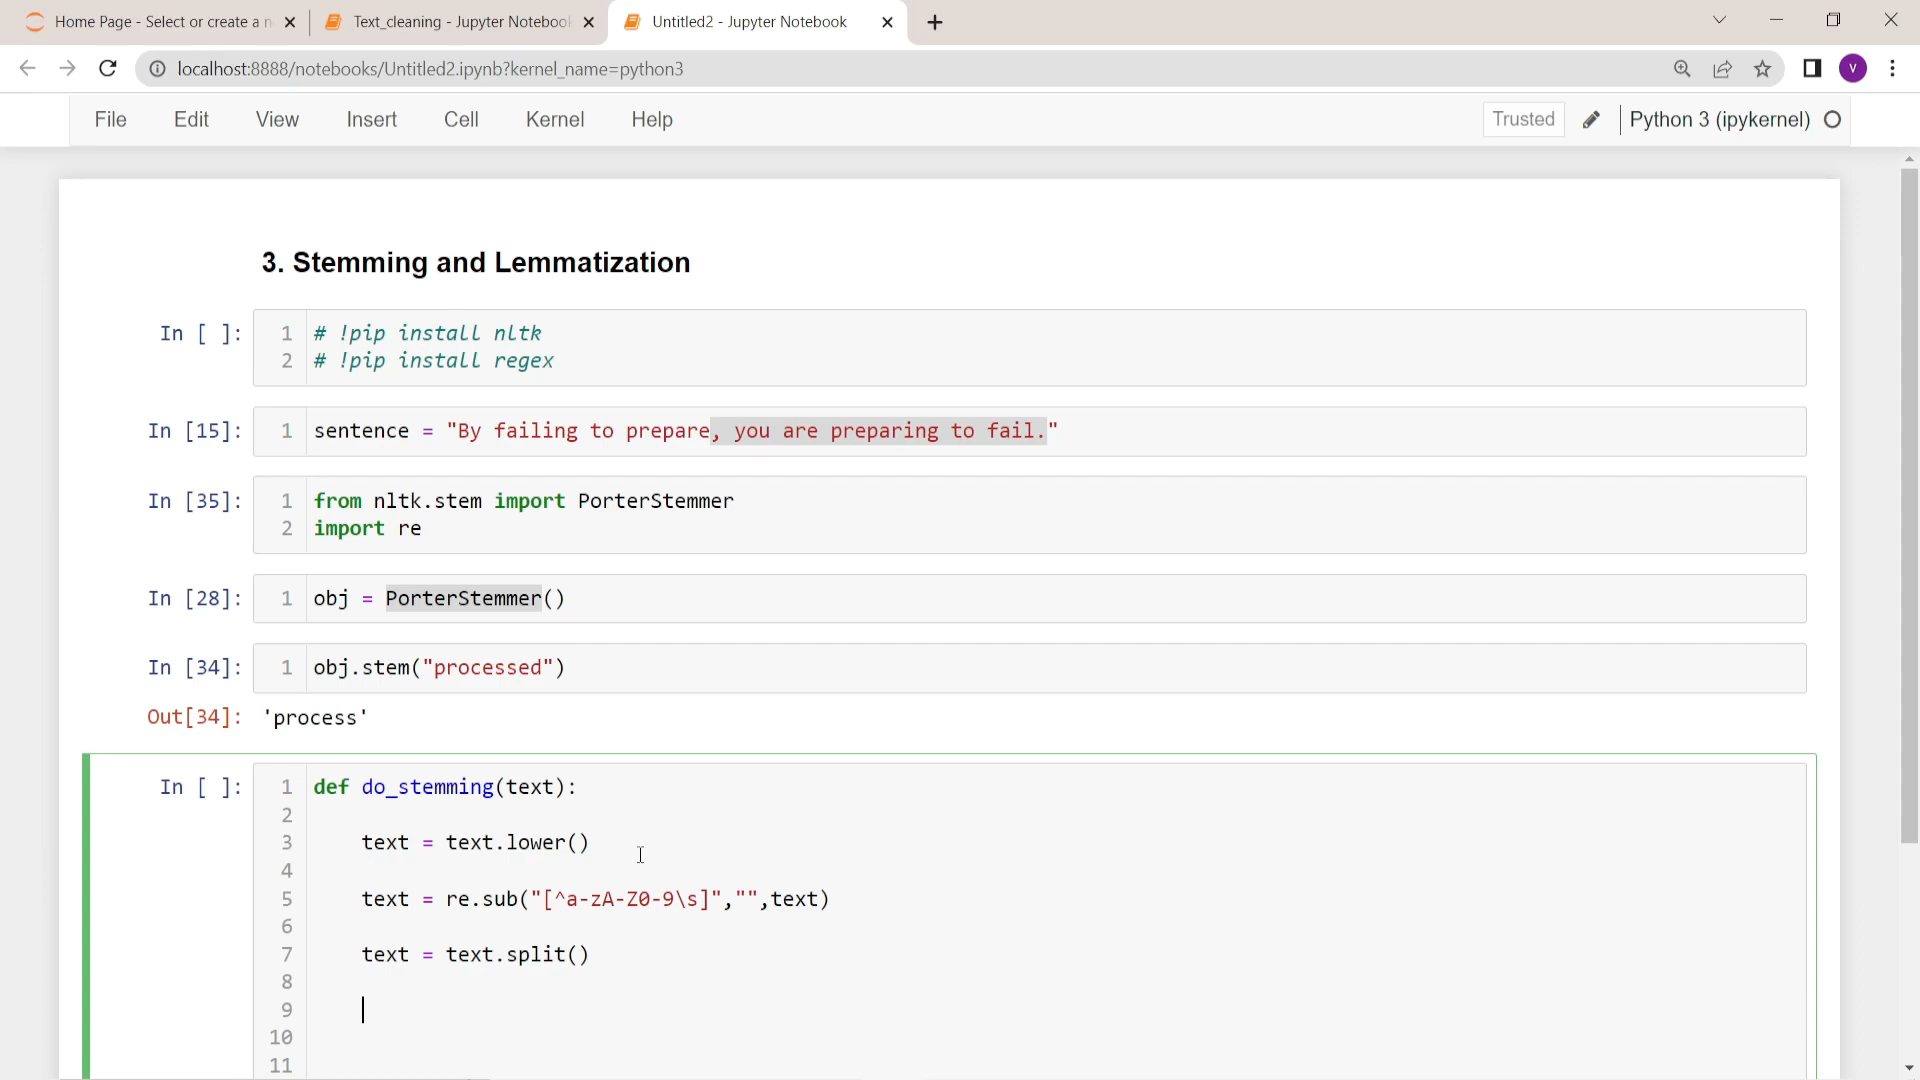 Home Page - Select or create a n
Text_cleaning - Jupyter Notebook
Untitled2 - Jupyter Notebook
localhost:8888/notebooks/Untitled2.ipynb?kernel_name=python3
V
File Edit View Insert Cell Kernel Help
Trusted
Python 3 (ipykernel)
3. Stemming and Lemmatization
In [ ]:
1 # !pip install nltk
2 # !pip install regex
In [15]:
1 sentence = "By failing to prepare, you are preparing to fail."
In [35]:
1 from nltk.stem import PorterStemmer
2 import re
In [28]:
1 obj = PorterStemmer()
In [34]:
1 obj.stem("processed")
Out[34]: 'process'
In [ ]:
1 def do_stemming(text):
2
3 text = text.lower()
4
5 text = re.sub("[^a-zA-Z0-9\s]","",text)
6
7 text = text.split()
8
9
10
11